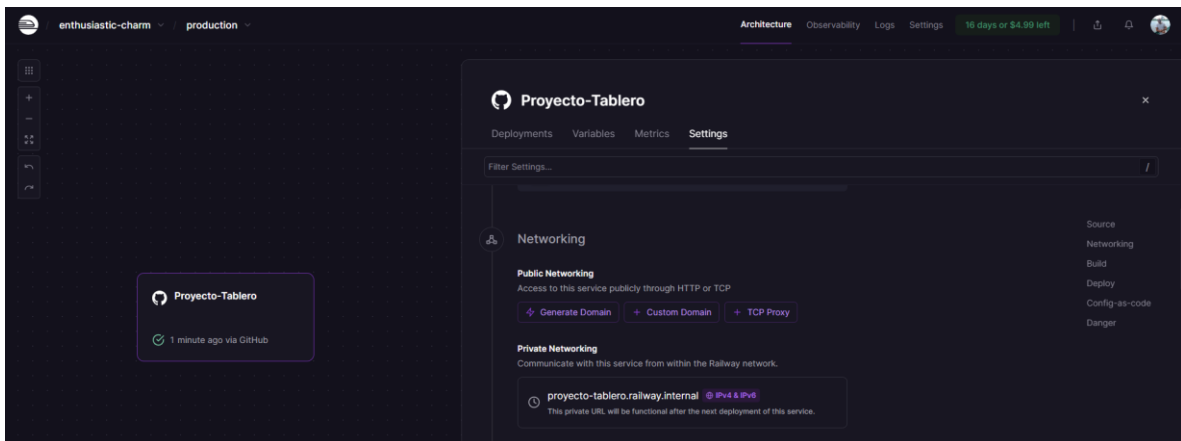 enthusiastic-charm / production
Architecture Observability Logs Settings 16 days or $4.99 left
Proyecto-Tablero
1 minute ago via GitHub
Proyecto-Tablero
Deployments Variables Metrics Settings
Filter Settings... /
Networking
Public Networking
Access to this service publicly through HTTP or TCP
Generate Domain + Custom Domain + TCP Proxy
Private Networking
Communicate with this service from within the Railway network.
proyecto-tablero.railway.internal IPv4 & IPv6
This private URL will be functional after the next deployment of this service.
Source
Networking
Build
Deploy
Config-as-code
Danger